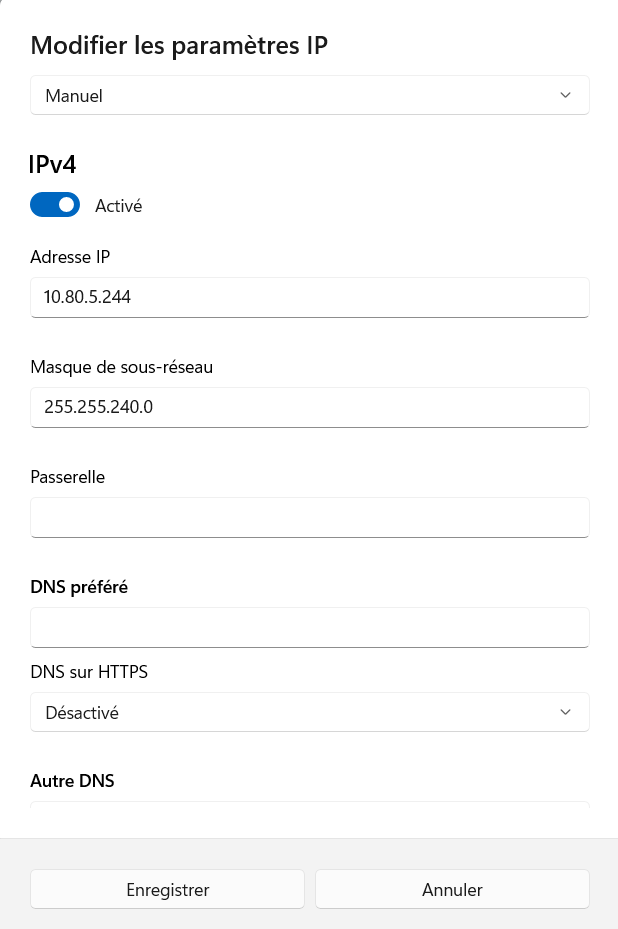 Modifier les paramètres IP
Manuel
IPv4
Activé
Adresse IP
10.80.5.244
Masque de sous-réseau
255.255.240.0
Passerelle
DNS préféré
DNS sur HTTPS
Désactivé
Autre DNS
Enregistrer
Annuler